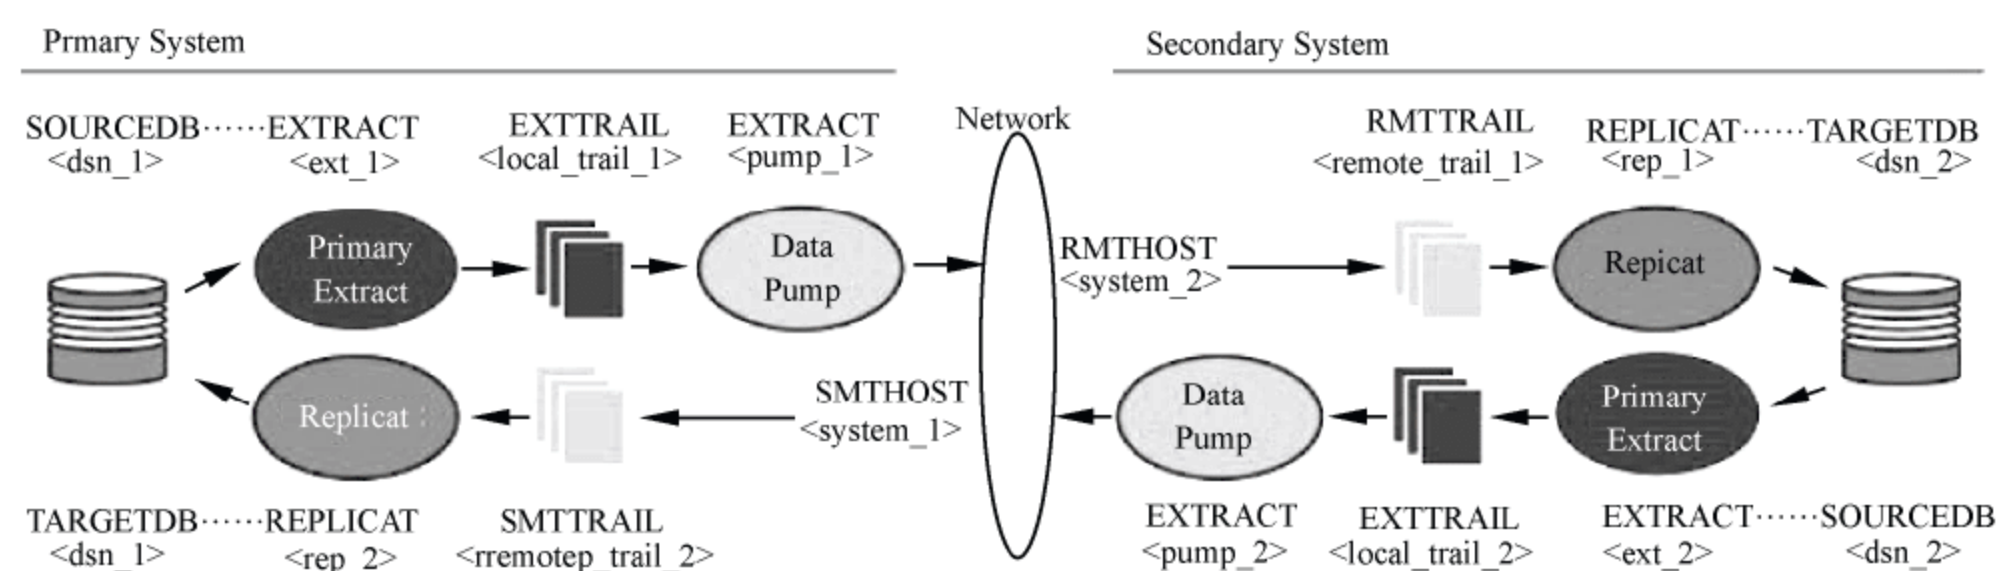 Prmary System
Secondary System
SOURCEDB……EXTRACT
<dsn_1>
<ext_1>
EXTTRAIL
<local_trail_1>
EXTRACT
<pump_1>
Network
RMTTRAIL
<remote_trail_1>
REPLICAT……TARGETDB
<rep_1>
<dsn_2>
Primary
Extract
Data
Pump
RMTHOST
<system_2>
Repicat
Replicat
SMTHOST
<system_1>
Data
Pump
Primary
Extract
TARGETDB……REPLICAT
<dsn_1>
<rep_2>
SMTTRAIL
<rremotep_trail_2>
EXTRACT
<pump_2>
EXTTRAIL
<local_trail_2>
EXTRACT……SOURCEDB
<ext_2>
<dsn_2>